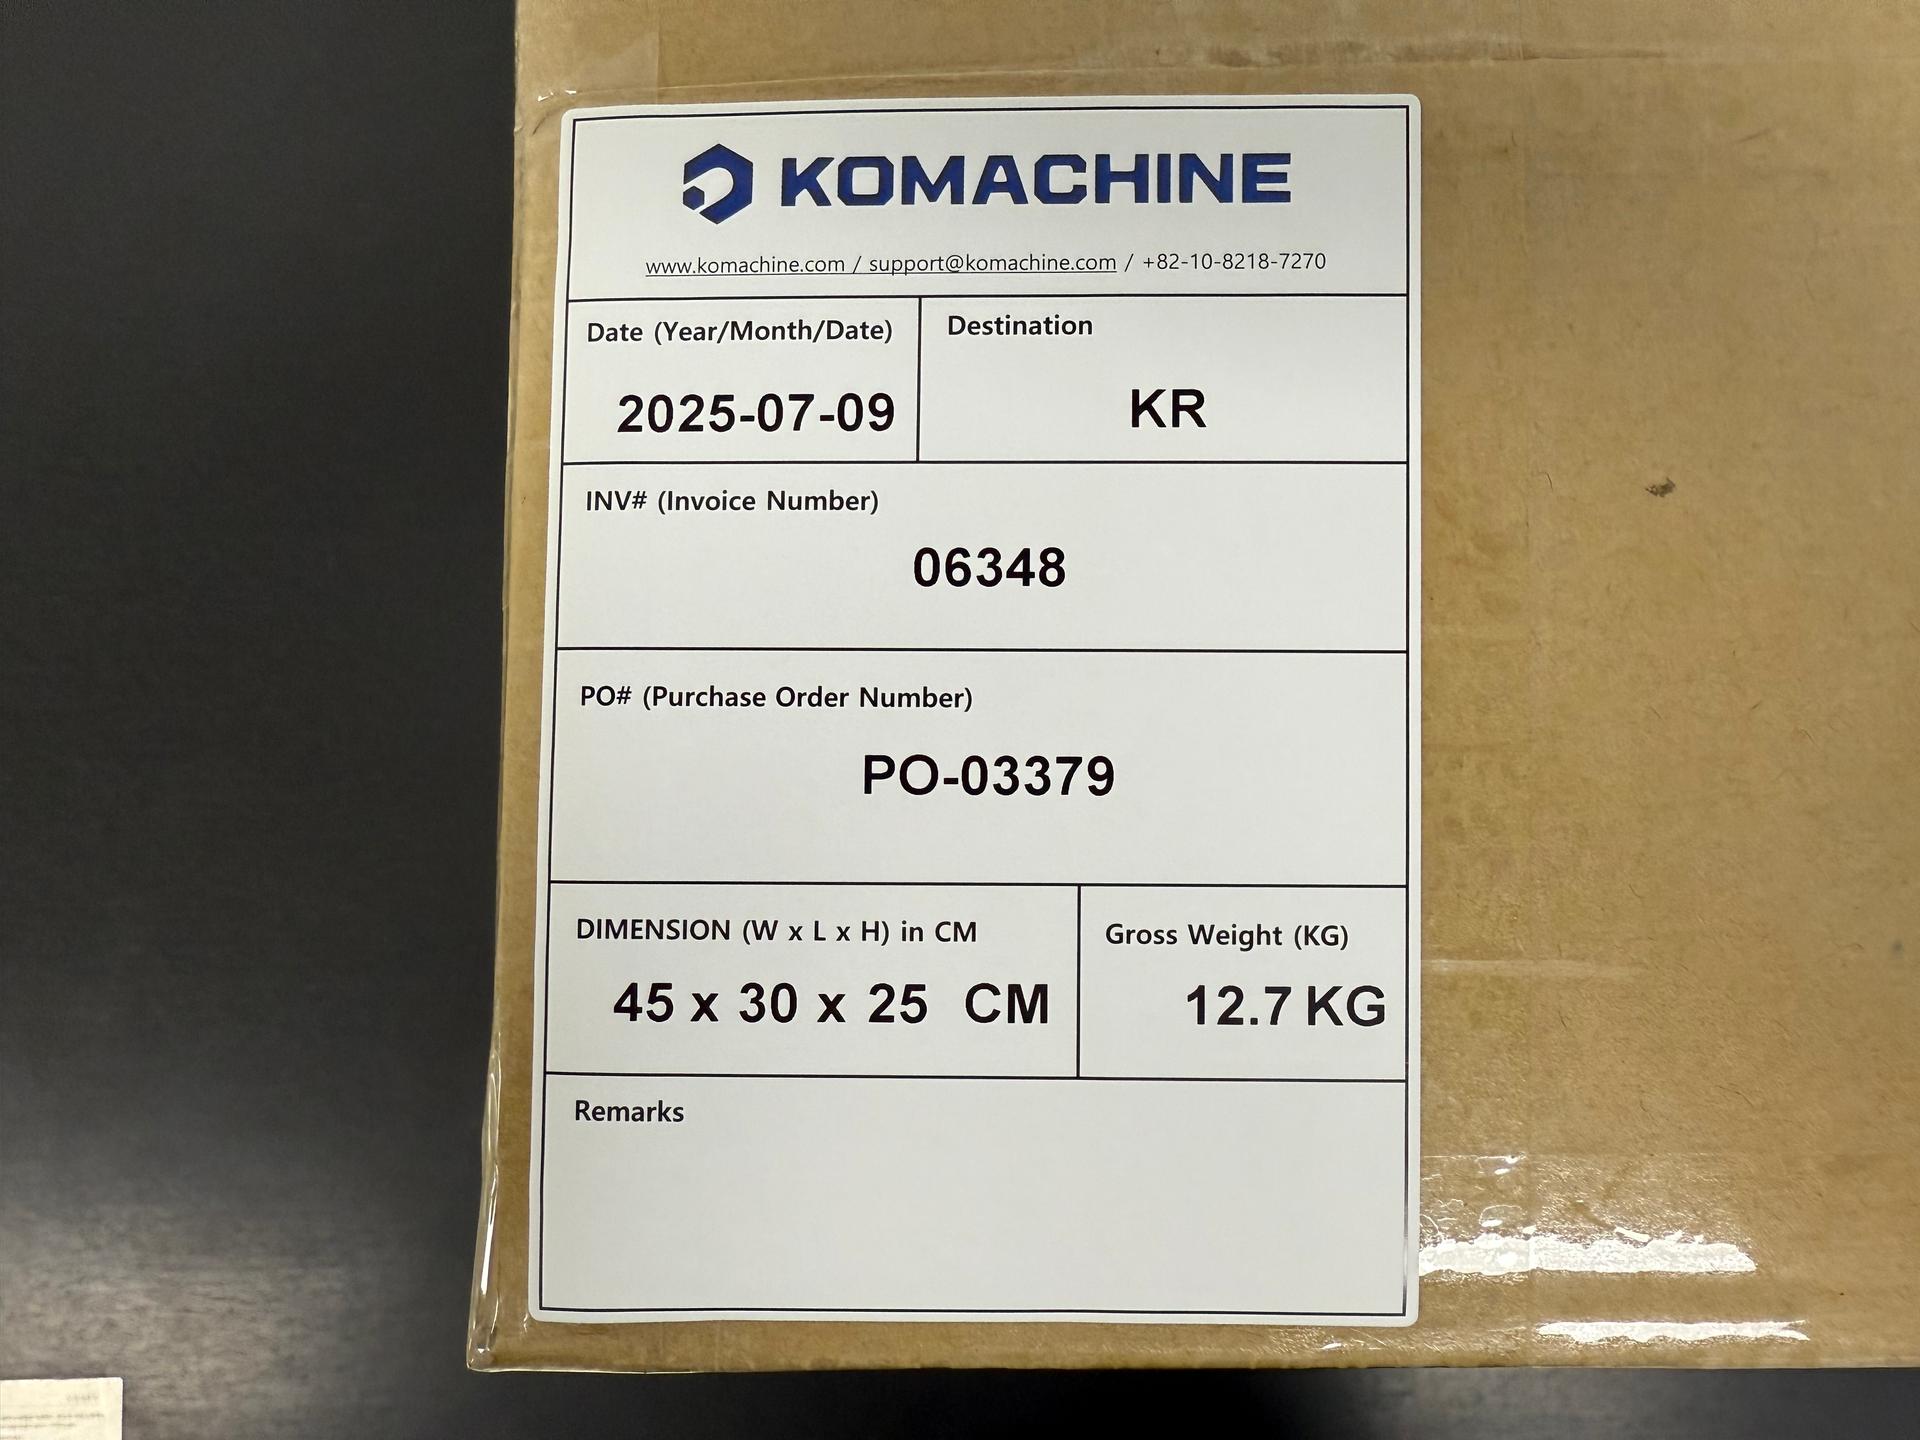 KOMACHINE
www.komachine.com / support@komachine.com / +82-10-8218-7270
Date (Year/Month/Date)
2025-07-09
Destination
KR
INV# (Invoice Number)
06348
PO# (Purchase Order Number)
PO-03379
DIMENSION (W x L x H) in CM
45 x 30 x 25 CM
Gross Weight (KG)
12.7 KG
Remarks